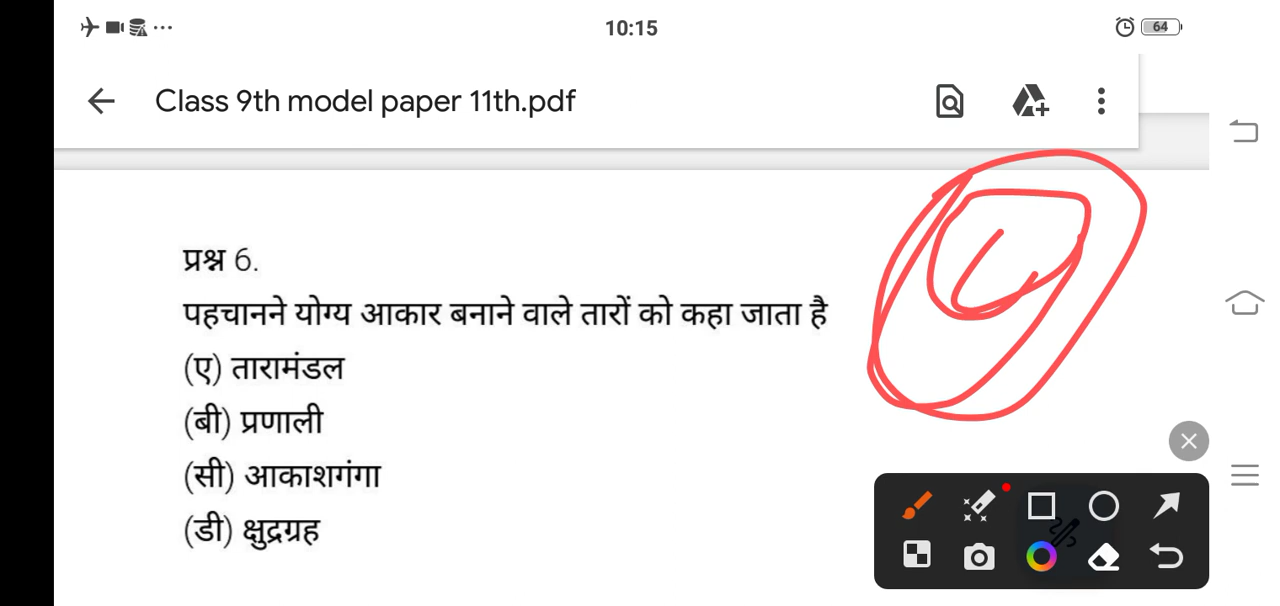 10:15
64
Class 9th model paper 11th.pdf
प्रश्न 6.
पहचानने योग्य आकार बनाने वाले तारों को कहा जाता है
(ए) तारामंडल
(बी) प्रणाली
(सी) आकाशगंगा
(डी) क्षुद्रग्रह